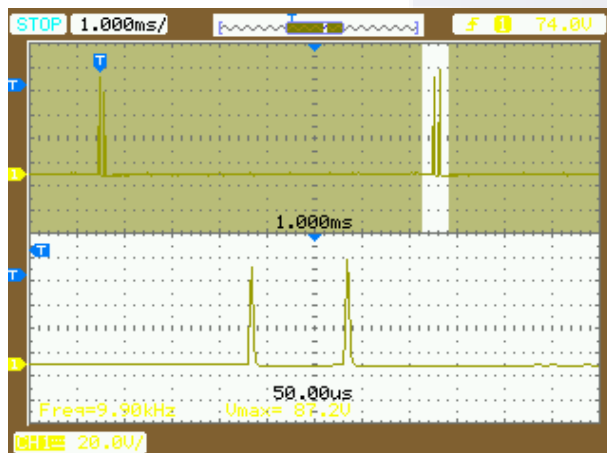 STOP 1.000ms/ T f 1 74.0V
T
T
1
1.000ms
T
T
1
50.00us
Freq=9.90kHz Vmax= 87.2V
CH1 20.0V/